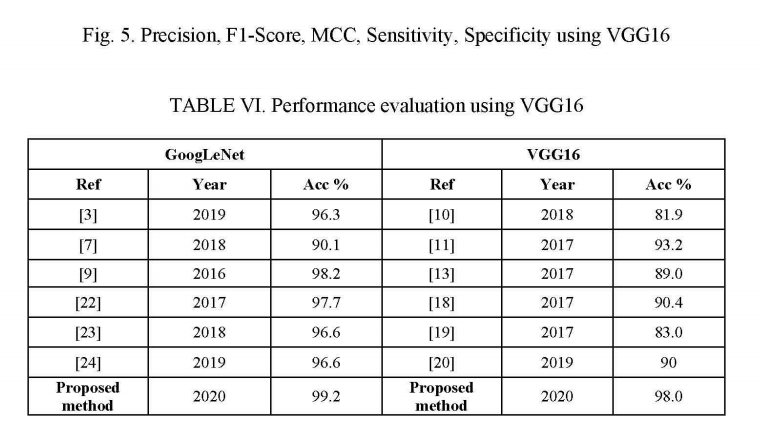 Fig. 5. Precision, F1-Score, MCC, Sensitivity, Specificity using VGG16
TABLE VI. Performance evaluation using VGG16
GoogLeNet VGG16
Ref Year Acc % Ref Year Acc %
[3] 2019 96.3 [10] 2018 81.9
[7] 2018 90.1 [11] 2017 93.2
[9] 2016 98.2 [13] 2017 89.0
[22] 2017 97.7 [18] 2017 90.4
[23] 2018 96.6 [19] 2017 83.0
[24] 2019 96.6 [20] 2019 90
Proposed method 2020 99.2 Proposed method 2020 98.0